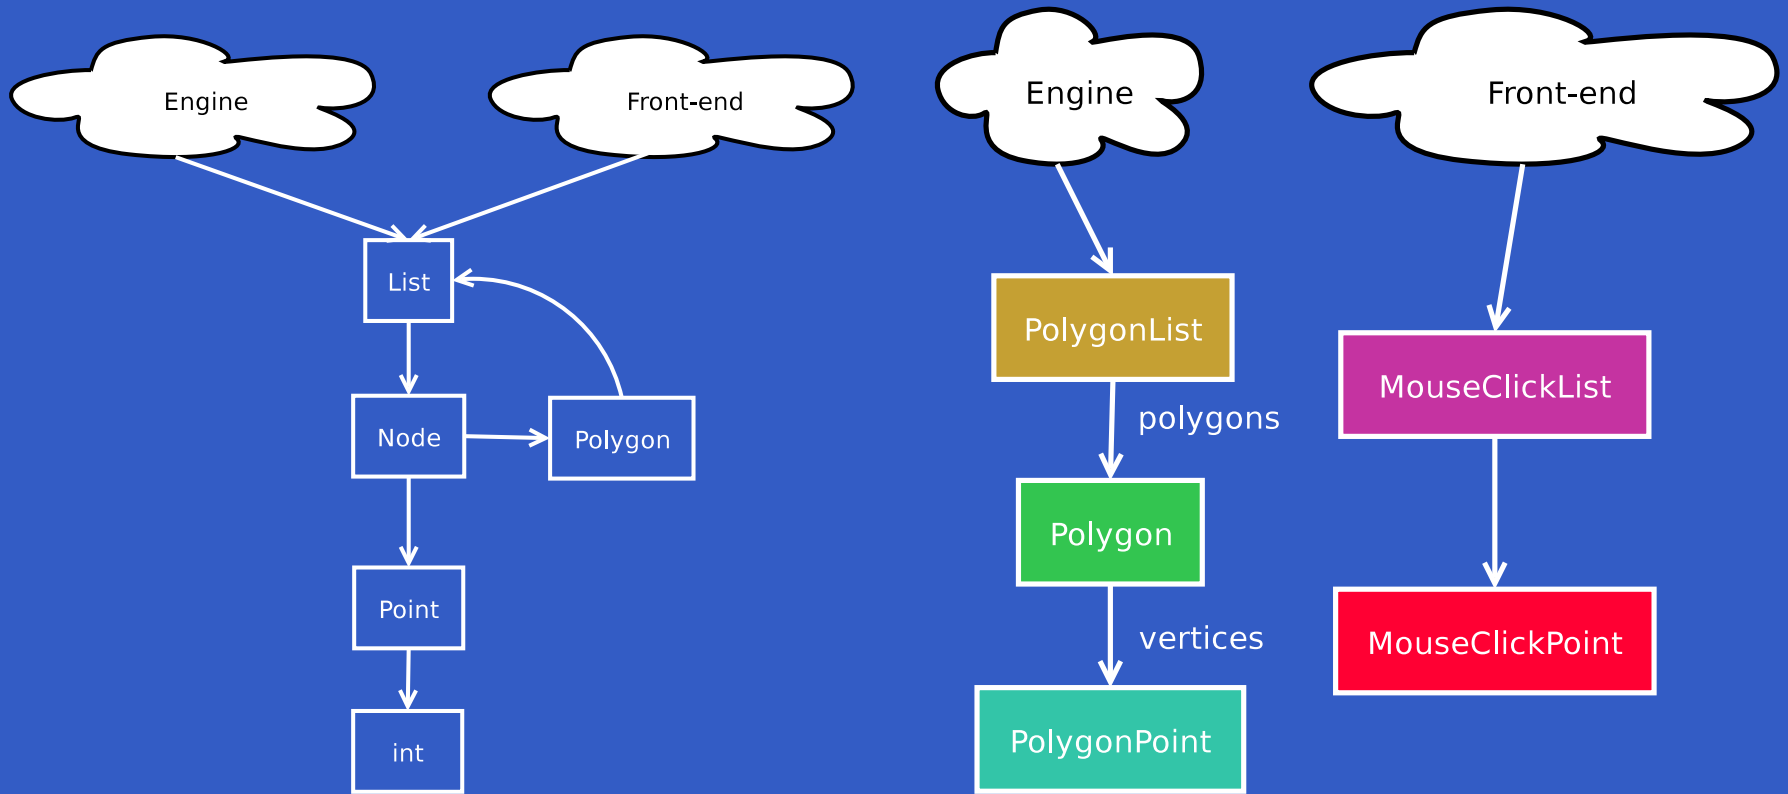 Engine
Front-end
List
Node
Polygon
Point
int
Engine
Front-end
PolygonList
polygons
Polygon
vertices
PolygonPoint
MouseClickList
MouseClickPoint